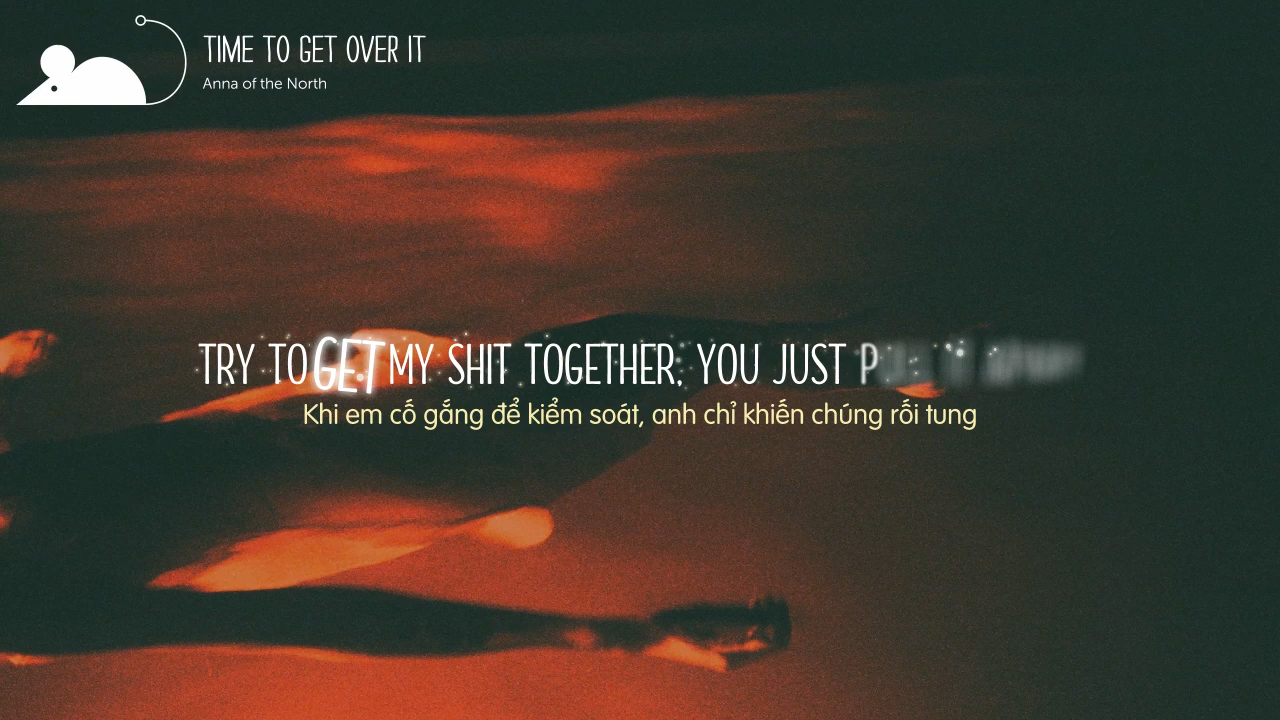 TIME TO GET OVER IT
Anna of the North
TRY TO GET MY SHIT TOGETHER, YOU JUST
Khi em cố gắng để kiểm soát, anh chỉ khiến chúng rối tung